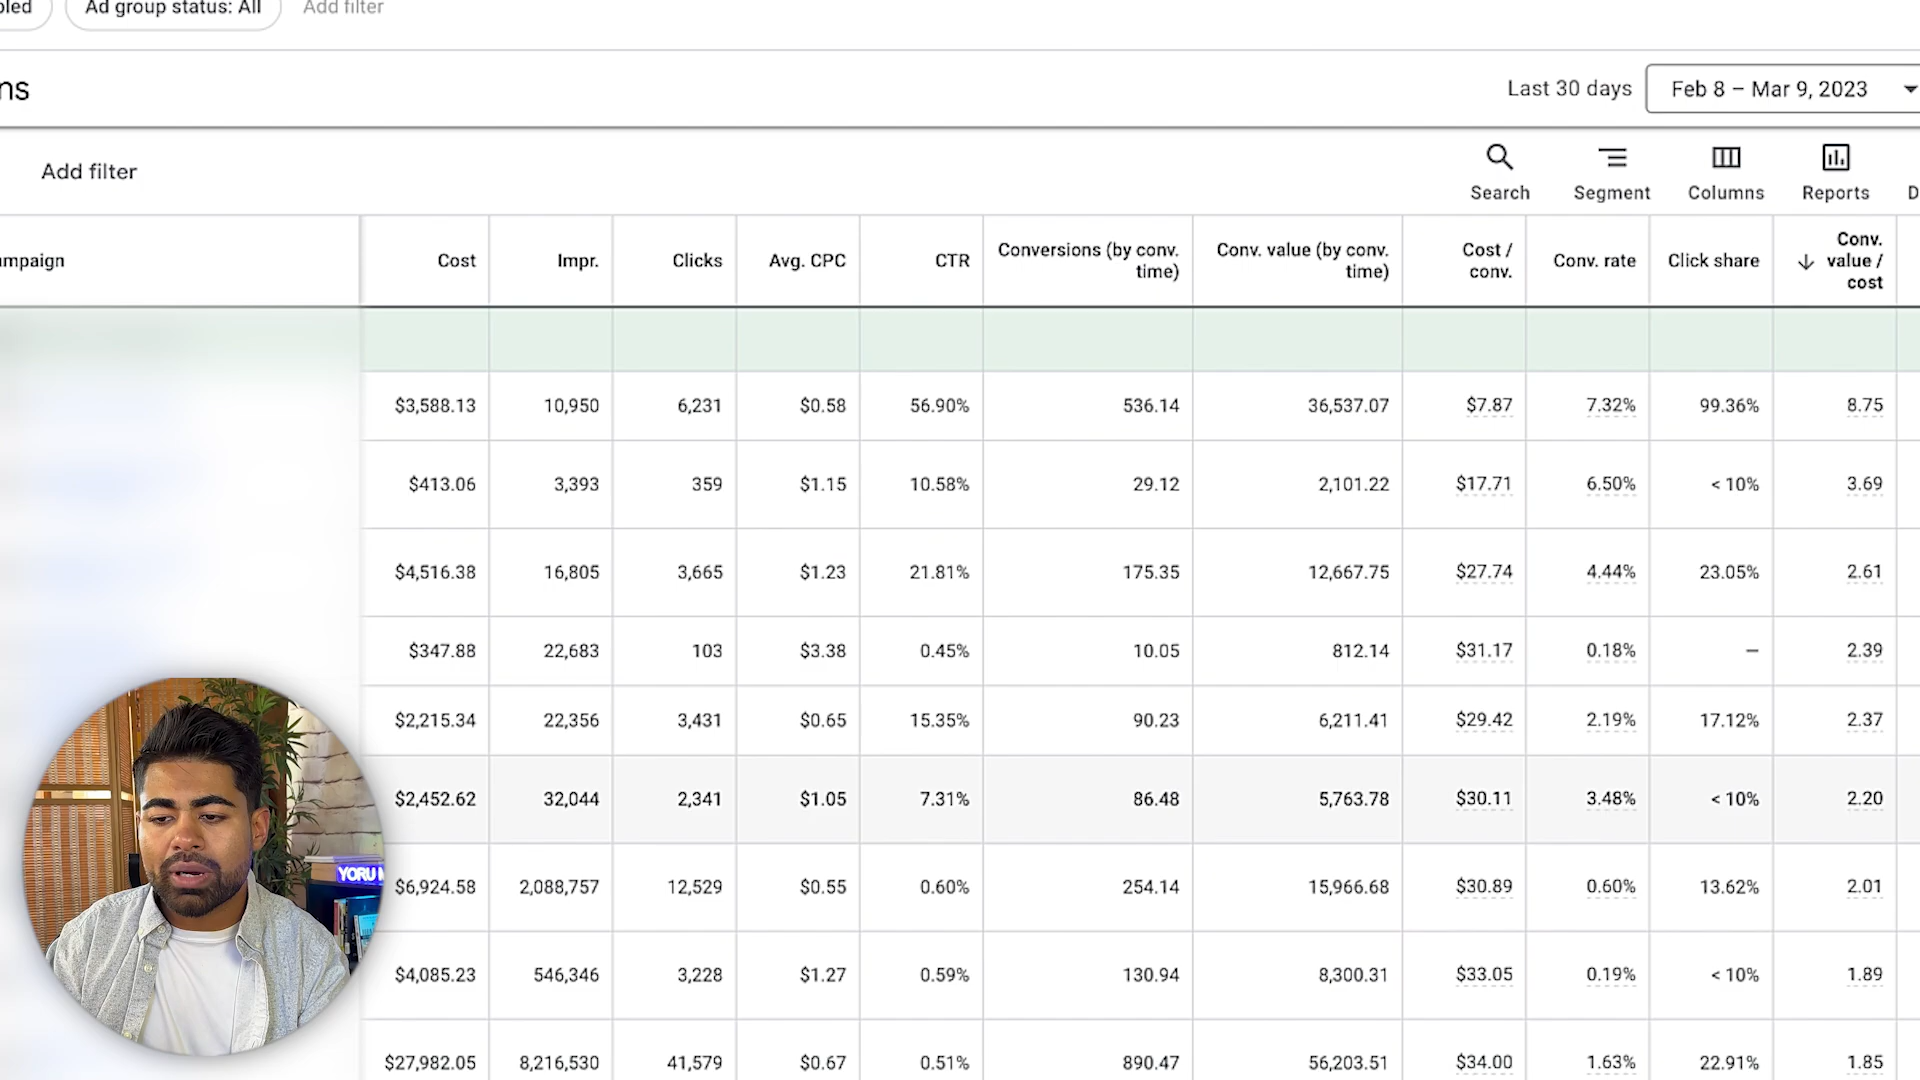 Ad group status: All Add filter
Last 30 days Feb 8 – Mar 9, 2023
Add filter
Search Segment Columns Reports
Cost Impr. Clicks Avg. CPC CTR Conversions (by conv. time) Conv. value (by conv. time) Cost / conv. Conv. rate Click share Conv. value / cost
$3,588.13 10,950 6,231 $0.58 56.90% 536.14 36,537.07 $7.87 7.32% 99.36% 8.75
$413.06 3,393 359 $1.15 10.58% 29.12 2,101.22 $17.71 6.50% < 10% 3.69
$4,516.38 16,805 3,665 $1.23 21.81% 175.35 12,667.75 $27.74 4.44% 23.05% 2.61
$347.88 22,683 103 $3.38 0.45% 10.05 812.14 $31.17 0.18% – 2.39
$2,215.34 22,356 3,431 $0.65 15.35% 90.23 6,211.41 $29.42 2.19% 17.12% 2.37
$2,452.62 32,044 2,341 $1.05 7.31% 86.48 5,763.78 $30.11 3.48% < 10% 2.20
YORU
$6,924.58 2,088,757 12,529 $0.55 0.60% 254.14 15,966.68 $30.89 0.60% 13.62% 2.01
$4,085.23 546,346 3,228 $1.27 0.59% 130.94 8,300.31 $33.05 0.19% < 10% 1.89
$27,982.05 8,216,530 41,579 $0.67 0.51% 890.47 56,203.51 $34.00 1.63% 22.91% 1.85